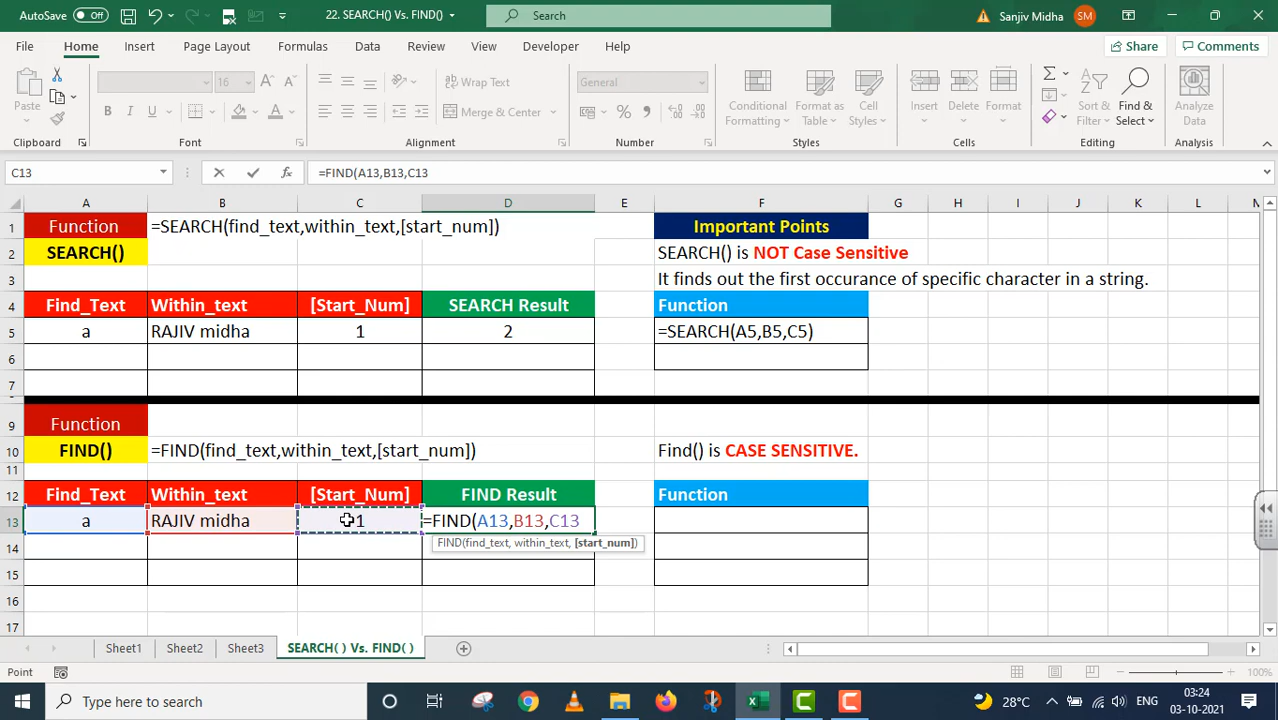 AutoSave Off 22. SEARCH() Vs. FIND() Search Sanjiv Midha SM
File Home Insert Page Layout Formulas Data Review View Developer Help Share Comments
Paste 16 A A Wrap Text General Conditional Formatting Format as Table Cell Styles Insert Delete Format Sort & Filter Find & Select Analyze Data
B I U A Merge & Center % ,
Clipboard Font Alignment Number Styles Cells Editing Analysis
C13 fx =FIND(A13,B13,C13
A B C D E F G H I J K L M
1 Function =SEARCH(find_text,within_text,[start_num]) Important Points
2 SEARCH() SEARCH() is NOT Case Sensitive
3 It finds out the first occurance of specific character in a string.
4 Find_Text Within_text [Start_Num] SEARCH Result Function
5 a RAJIV midha 1 2 =SEARCH(A5,B5,C5)
6
7
9 Function
10 FIND() =FIND(find_text,within_text,[start_num]) Find() is CASE SENSITIVE.
11
12 Find_Text Within_text [Start_Num] FIND Result Function
13 a RAJIV midha 1 =FIND(A13,B13,C13
FIND(find_text, within_text, [start_num])
14
15
16
17
Sheet1 Sheet2 Sheet3 SEARCH( ) Vs. FIND( )
Point 100%
Type here to search 28°C ENG 03:24
03-10-2021